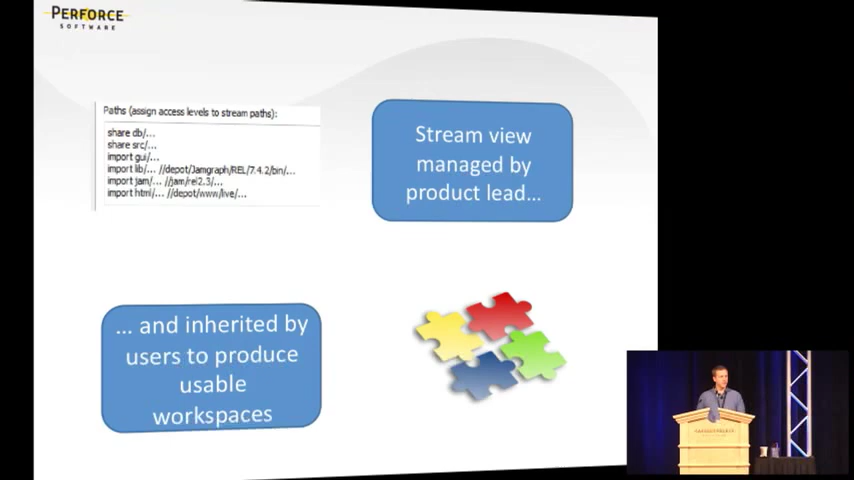 PERFORCE
SOFTWARE
Paths (assign access levels to stream paths):
share db/...
share src/...
import gui/...
import lib/... //depot/Jamgraph/REL/7.4.2/bin/...
import jam/... //jam/rel2.3/...
import html/... //depot/www/live/...
Stream view
managed by
product lead...
... and inherited by
users to produce
usable
workspaces